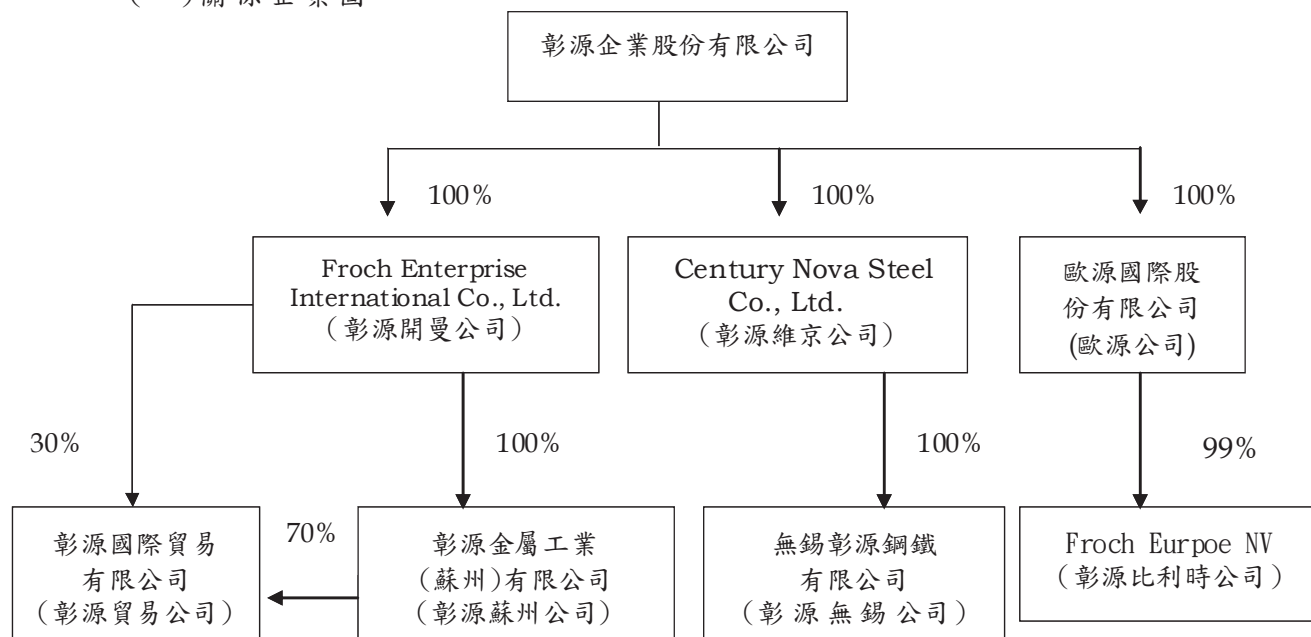 關係企業圖
彰源企業股份有限公司
100%
100%
100%
Froch Enterprise
International Co., Ltd.
(彰源開曼公司)
Century Nova Steel
Co., Ltd.
(彰源維京公司)
歐源國際股
份有限公司
(歐源公司)
30%
100%
100%
99%
彰源國際貿易
有限公司
(彰源貿易公司)
70%
彰源金屬工業
(蘇州)有限公司
(彰源蘇州公司)
無錫彰源鋼鐵
有限公司
(彰源無錫公司)
Froch Eurpoe NV
(彰源比利時公司)